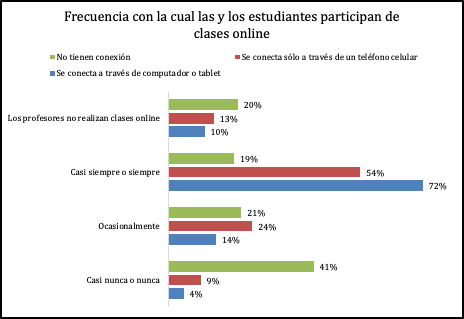 Frecuencia con la cual las y los estudiantes participan de
clases online
No tienen conexión
Se conecta sólo a través de un teléfono celular
Se conecta a través de computador o tablet
Los profesores no realizan clases online
20%
13%
10%
Casi siempre o siempre
19%
54%
72%
Ocasionalmente
21%
24%
14%
Casi nunca o nunca
41%
9%
4%